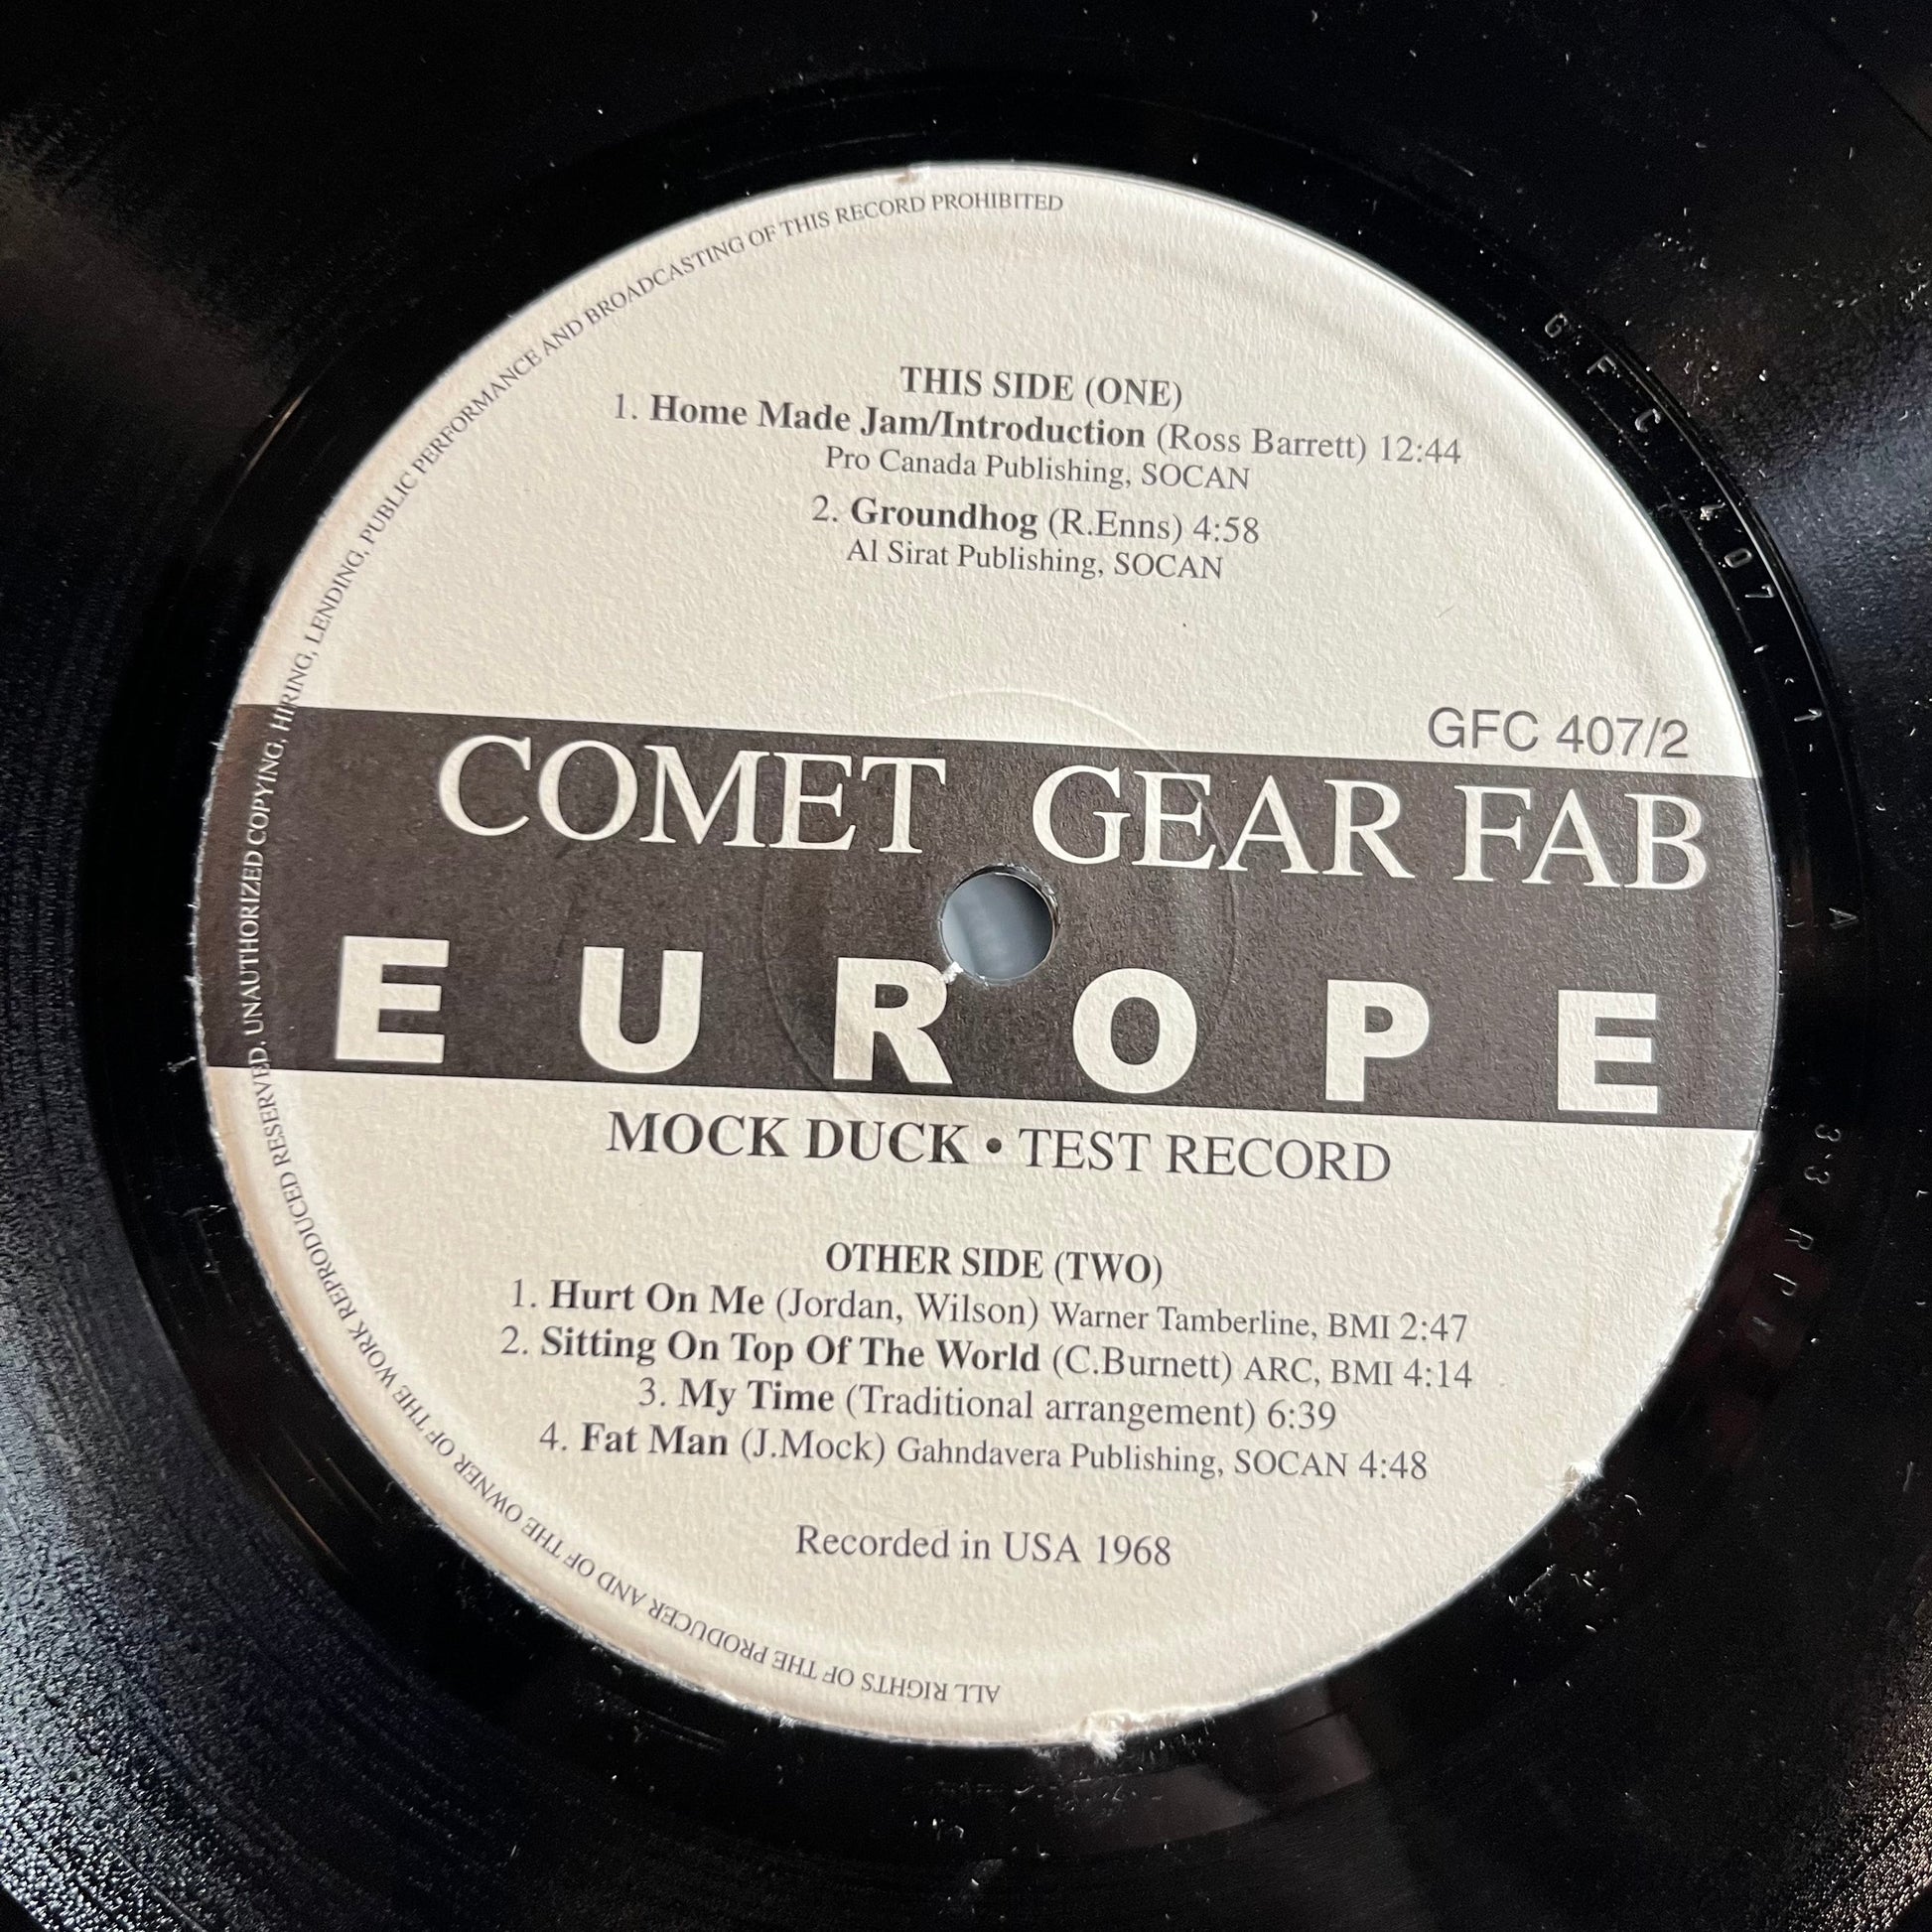 THIS SIDE (ONE)
1. Home Made Jam/Introduction (Ross Barrett) 12:44
Pro Canada Publishing, SOCAN
2. Groundhog (R.Enns) 4:58
Al Sirat Publishing, SOCAN
GFC 407/2
COMET GEAR FAB
EUROPE
MOCK DUCK • TEST RECORD
OTHER SIDE (TWO)
1. Hurt On Me (Jordan, Wilson) Warner Tamberline, BMI 2:47
2. Sitting On Top Of The World (C.Burnett) ARC, BMI 4:14
3. My Time (Traditional arrangement) 6:39
4. Fat Man (J.Mock) Gahndavera Publishing, SOCAN 4:48
Recorded in USA 1968
ALL RIGHTS OF THE PRODUCER AND OF THE OWNER OF THE WORK REPRODUCED RESERVED. UNAUTHORIZED COPYING, HIRING, LENDING, PUBLIC PERFORMANCE AND BROADCASTING OF THIS RECORD PROHIBITED
GFC 407.1. A 33 RPM